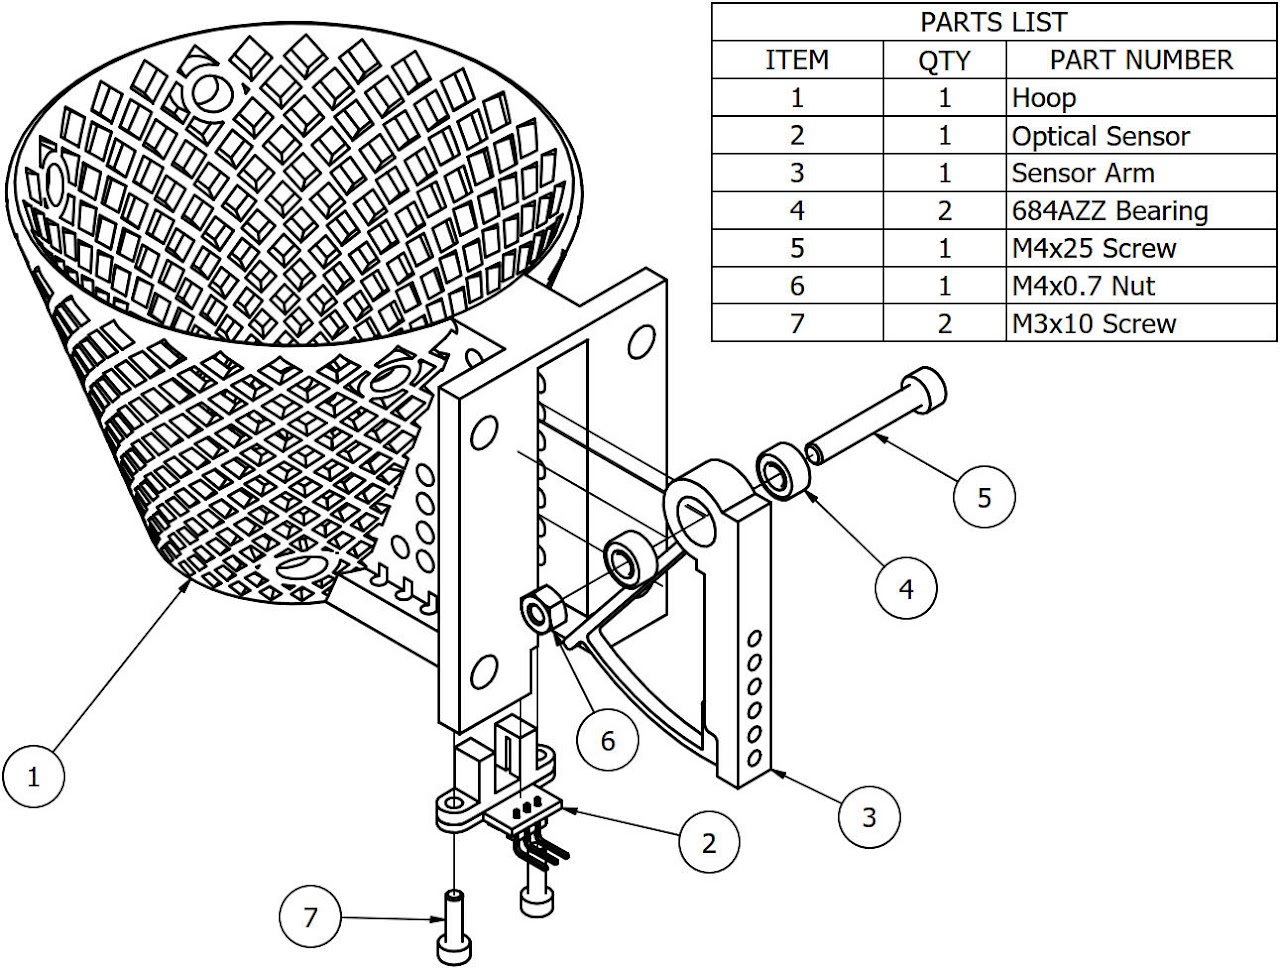 PARTS LIST
ITEM QTY PART NUMBER
1 1 Hoop
2 1 Optical Sensor
3 1 Sensor Arm
4 2 684AZZ Bearing
5 1 M4x25 Screw
6 1 M4x0.7 Nut
7 2 M3x10 Screw
5
4
6
1
3
2
7